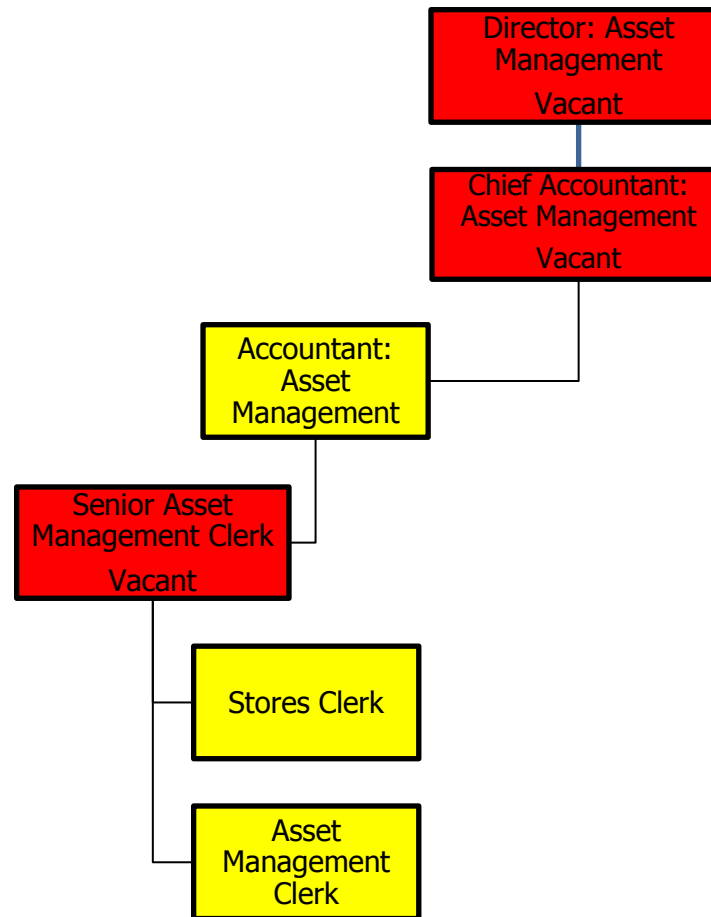 Director: Asset
Management
Vacant
Chief Accountant:
Asset Management
Vacant
Accountant:
Asset
Management
Senior Asset
Management Clerk
Vacant
Stores Clerk
Asset
Management
Clerk